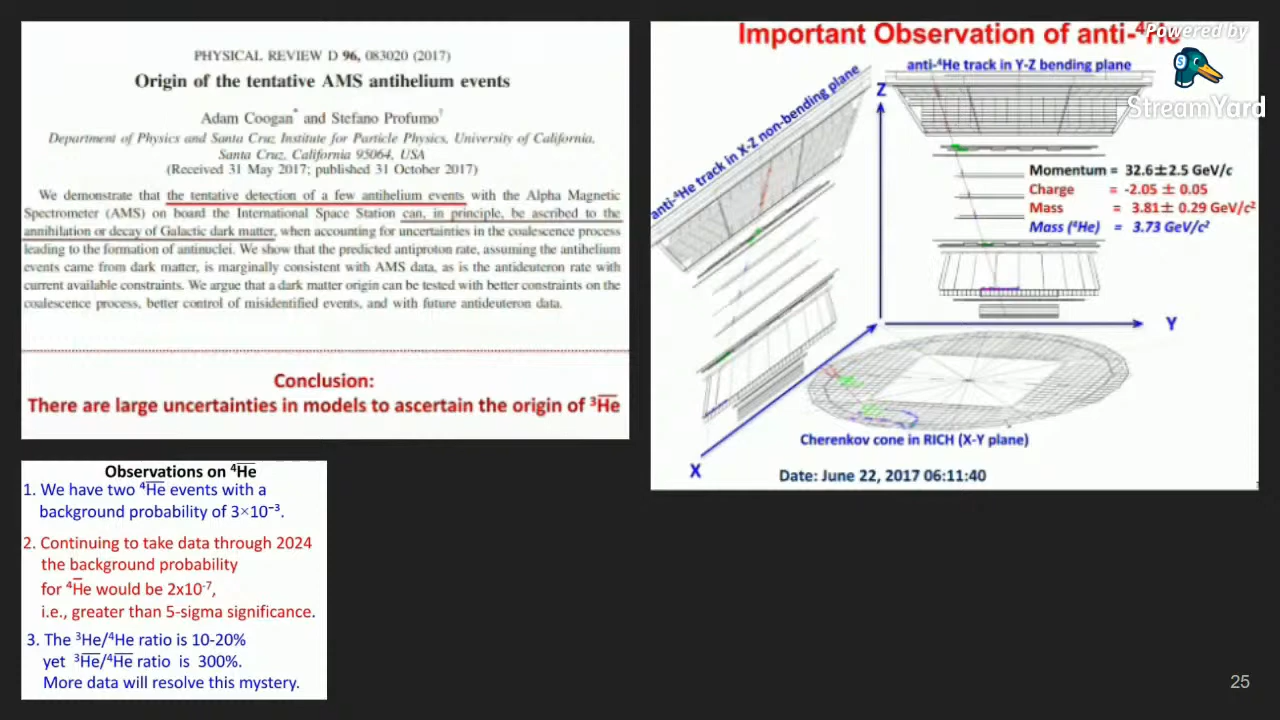 PHYSICAL REVIEW D 96, 083020 (2017)
Origin of the tentative AMS antihelium events
Adam Coogan* and Stefano Profumo†
Department of Physics and Santa Cruz Institute for Particle Physics, University of California,
Santa Cruz, California 95064, USA
(Received 31 May 2017; published 31 October 2017)
We demonstrate that the tentative detection of a few antihelium events with the Alpha Magnetic
Spectrometer (AMS) on board the International Space Station can, in principle, be ascribed to the
annihilation or decay of Galactic dark matter, when accounting for uncertainties in the coalescence process
leading to the formation of antinuclei. We show that the predicted antiproton rate, assuming the antihelium
events came from dark matter, is marginally consistent with AMS data, as is the antideuteron rate with
current available constraints. We argue that a dark matter origin can be tested with better constraints on the
coalescence process, better control of misidentified events, and with future antideuteron data.
Conclusion:
There are large uncertainties in models to ascertain the origin of ³H̅e̅
Observations on ⁴H̅e̅
1. We have two ⁴H̅e̅ events with a
background probability of 3×10⁻³.
2. Continuing to take data through 2024
the background probability
for ⁴H̅e would be 2x10⁻⁷,
i.e., greater than 5-sigma significance.
3. The ³He/⁴He ratio is 10-20%
yet ³H̅e̅/⁴H̅e̅ ratio is 300%.
More data will resolve this mystery.
Important Observation of anti-⁴He
Powered by
StreamYard
anti-⁴He track in Y-Z bending plane
anti-⁴He track in X-Z non-bending plane
Z
Momentum = 32.6±2.5 GeV/c
Charge = -2.05 ± 0.05
Mass = 3.81± 0.29 GeV/c²
Mass (⁴He) = 3.73 GeV/c²
Y
X
Cherenkov cone in RICH (X-Y plane)
Date: June 22, 2017 06:11:40
25